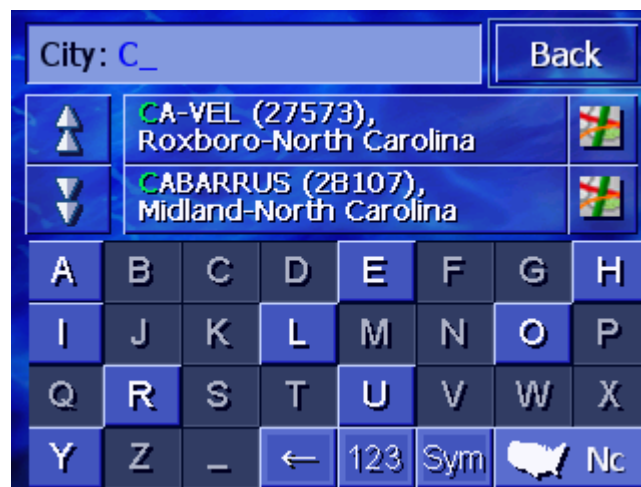 City: C_
Back
CA-VEL (27573),
Roxboro-North Carolina
CABARRUS (28107),
Midland-North Carolina
A B C D E F G H
I J K L M N O P
Q R S T U V W X
Y Z _ ← 123 Sym Nc